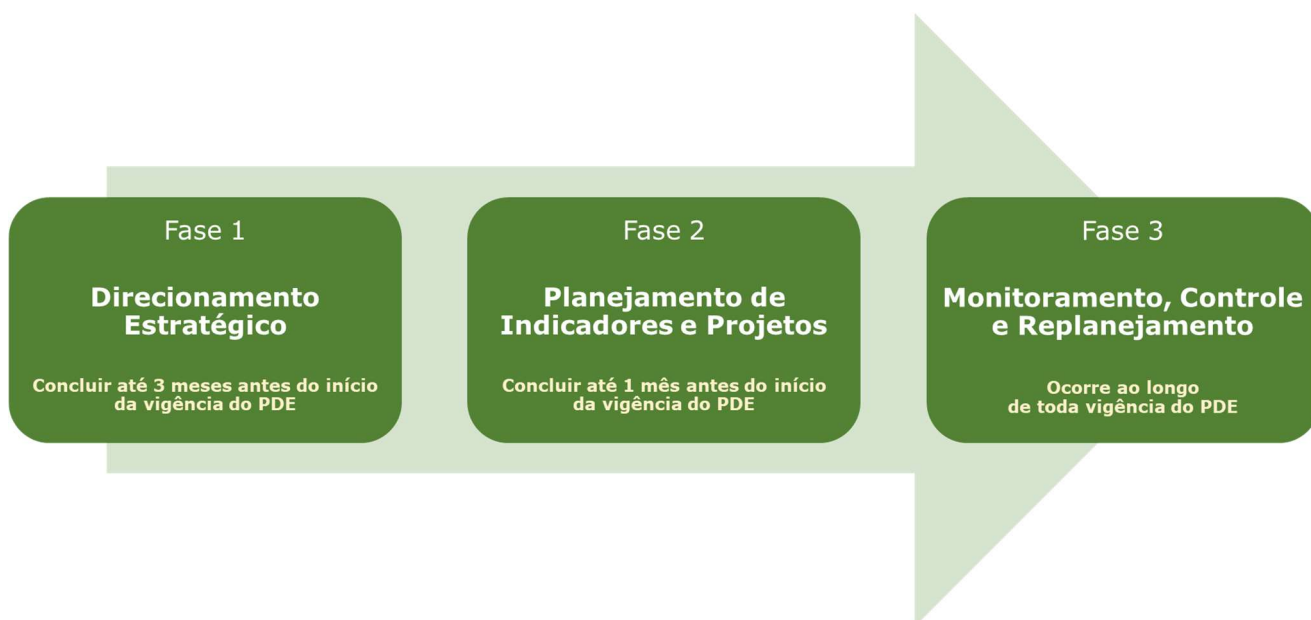 Fase 1
Direcionamento
Estratégico
Concluir até 3 meses antes do início
da vigência do PDE
Fase 2
Planejamento de
Indicadores e Projetos
Concluir até 1 mês antes do início
da vigência do PDE
Fase 3
Monitoramento, Controle
e Replanejamento
Ocorre ao longo
de toda vigência do PDE